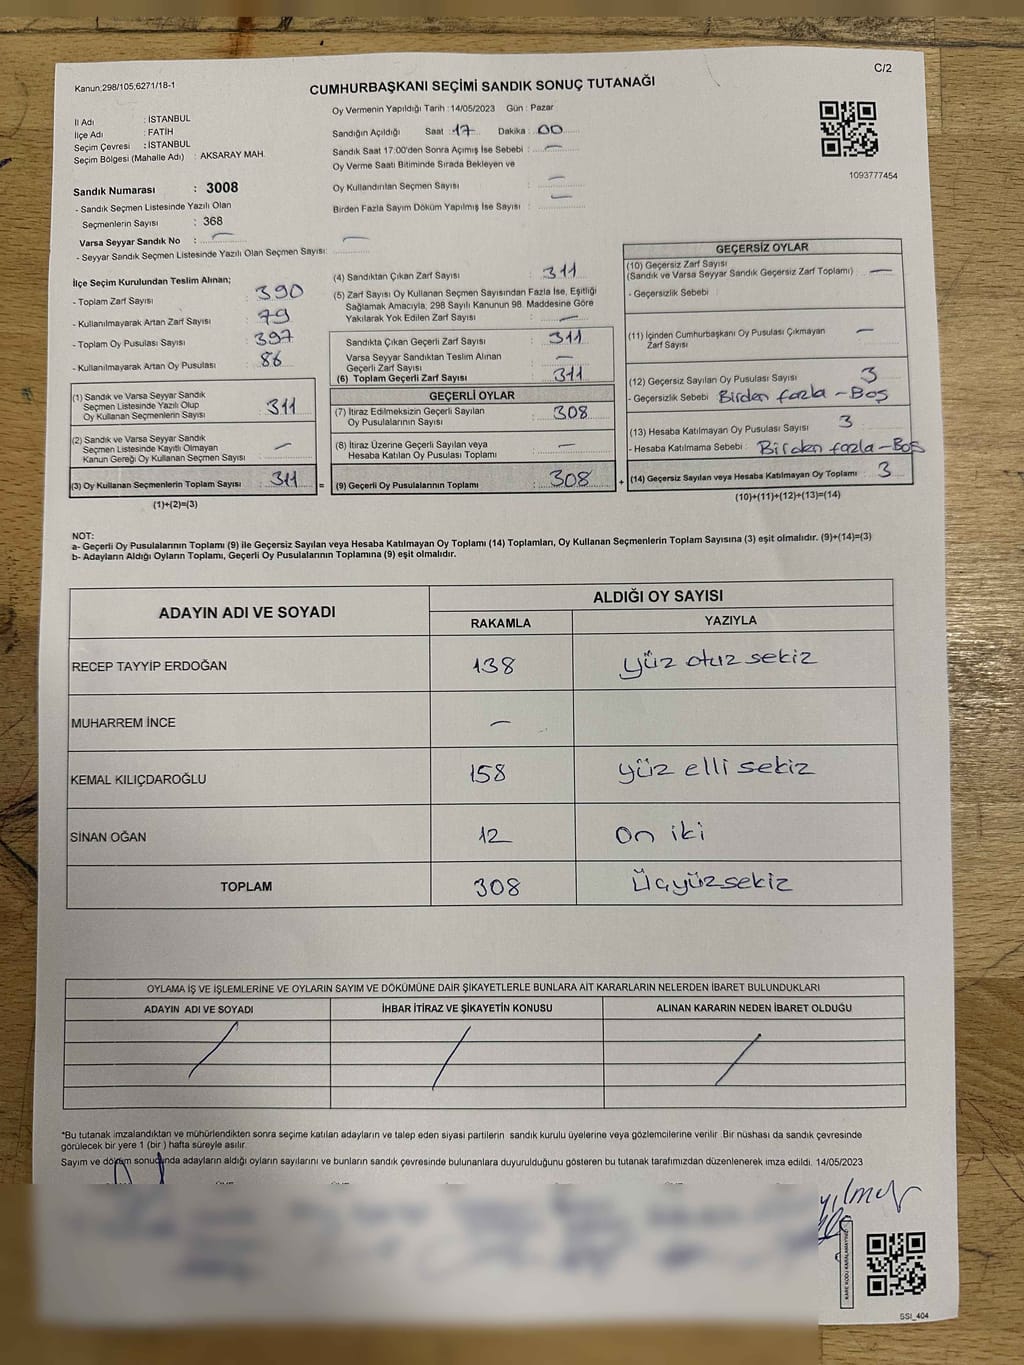 C/2
Kanun:298/105,6271/18-1
CUMHURBAŞKANI SEÇİMİ SANDIK SONUÇ TUTANAĞI
İl Adı : İSTANBUL
İlçe Adı : FATİH
Seçim Çevresi : İSTANBUL
Seçim Bölgesi (Mahalle Adı) : AKSARAY MAH.
Sandık Numarası : 3008
- Sandık Seçmen Listesinde Yazılı Olan
Seçmenlerin Sayısı : 368
Varsa Seyyar Sandık No : —
- Seyyar Sandık Seçmen Listesinde Yazılı Olan Seçmen Sayısı: —
Oy Vermenin Yapıldığı Tarih : 14/05/2023 Gün : Pazar
Sandığın Açıldığı Saat : 17 Dakika : 00
Sandık Saat 17:00'den Sonra Açımış İse Sebebi : —
Oy Verme Saati Bitiminde Sırada Bekleyen ve
Oy Kullandırılan Seçmen Sayısı : —
Birden Fazla Sayım Döküm Yapılmış İse Sayısı : —
1093777454
İlçe Seçim Kurulundan Teslim Alınan;
- Toplam Zarf Sayısı : 390
- Kullanılmayarak Artan Zarf Sayısı : 79
- Toplam Oy Pusulası Sayısı : 397
- Kullanılmayarak Artan Oy Pusulası : 86
(1) Sandık ve Varsa Seyyar Sandık
Seçmen Listesinde Yazılı Olup
Oy Kullanan Seçmenlerin Sayısı : 311
(2) Sandık ve Varsa Seyyar Sandık
Seçmen Listesinde Kayıtlı Olmayan
Kanun Gereği Oy Kullanan Seçmen Sayısı : —
(3) Oy Kullanan Seçmenlerin Toplam Sayısı : 311 =
(1)+(2)=(3)
(4) Sandıktan Çıkan Zarf Sayısı : 311
(5) Zarf Sayısı Oy Kullanan Seçmen Sayısından Fazla İse, Eşitliği
Sağlamak Amacıyla, 298 Sayılı Kanunun 98. Maddesine Göre
Yakılarak Yok Edilen Zarf Sayısı : —
Sandıkta Çıkan Geçerli Zarf Sayısı : 311
Varsa Seyyar Sandıktan Teslim Alınan
Geçerli Zarf Sayısı : —
(6) Toplam Geçerli Zarf Sayısı : 311
GEÇERLİ OYLAR
(7) İtiraz Edilmeksizin Geçerli Sayılan
Oy Pusulalarının Sayısı : 308
(8) İtiraz Üzerine Geçerli Sayılan veya
Hesaba Katılan Oy Pusulası Toplamı : —
(9) Geçerli Oy Pusulalarının Toplamı : 308 +
GEÇERSİZ OYLAR
(10) Geçersiz Zarf Sayısı
(Sandık ve Varsa Seyyar Sandık Geçersiz Zarf Toplamı) : —
- Geçersizlik Sebebi :
(11) İçinden Cumhurbaşkanı Oy Pusulası Çıkmayan
Zarf Sayısı : —
(12) Geçersiz Sayılan Oy Pusulası Sayısı : 3
- Geçersizlik Sebebi : Birden fazla - Boş
(13) Hesaba Katılmayan Oy Pusulası Sayısı : 3
- Hesaba Katılmama Sebebi : Birden fazla - Boş
(14) Geçersiz Sayılan veya Hesaba Katılmayan Oy Toplamı : 3
(10)+(11)+(12)+(13)=(14)
NOT:
a- Geçerli Oy Pusulalarının Toplamı (9) ile Geçersiz Sayılan veya Hesaba Katılmayan Oy Toplamı (14) Toplamları, Oy Kullanan Seçmenlerin Toplam Sayısına (3) eşit olmalıdır. (9)+(14)=(3)
b- Adayların Aldığı Oyların Toplamı, Geçerli Oy Pusulalarının Toplamına (9) eşit olmalıdır.
ADAYIN ADI VE SOYADI ALDIĞI OY SAYISI
RAKAMLA YAZIYLA
RECEP TAYYİP ERDOĞAN 138 yüz otuz sekiz
MUHARREM İNCE —
KEMAL KILIÇDAROĞLU 158 yüz elli sekiz
SİNAN OĞAN 12 on iki
TOPLAM 308 Üçyüzsekiz
OYLAMA İŞ VE İŞLEMLERİNE VE OYLARIN SAYIM VE DÖKÜMÜNE DAİR ŞİKAYETLERLE BUNLARA AİT KARARLARIN NELERDEN İBARET BULUNDUKLARI
ADAYIN ADI VE SOYADI İHBAR İTİRAZ VE ŞİKAYETİN KONUSU ALINAN KARARIN NEDEN İBARET OLDUĞU
*Bu tutanak imzalandıktan ve mühürlendikten sonra seçime katılan adayların ve talep eden siyasi partilerin sandık kurulu üyelerine veya gözlemcilerine verilir Bir nüshası da sandık çevresinde
görülecek bir yere 1 (bir ) hafta süreyle asılır.
Sayım ve döküm sonucunda adayların aldığı oyların sayılarını ve bunların sandık çevresinde bulunanlara duyurulduğunu gösteren bu tutanak tarafımızdan düzenlenerek imza edildi. 14/05/2023
KARE KODU KARALAMAYINIZ
SSI_404